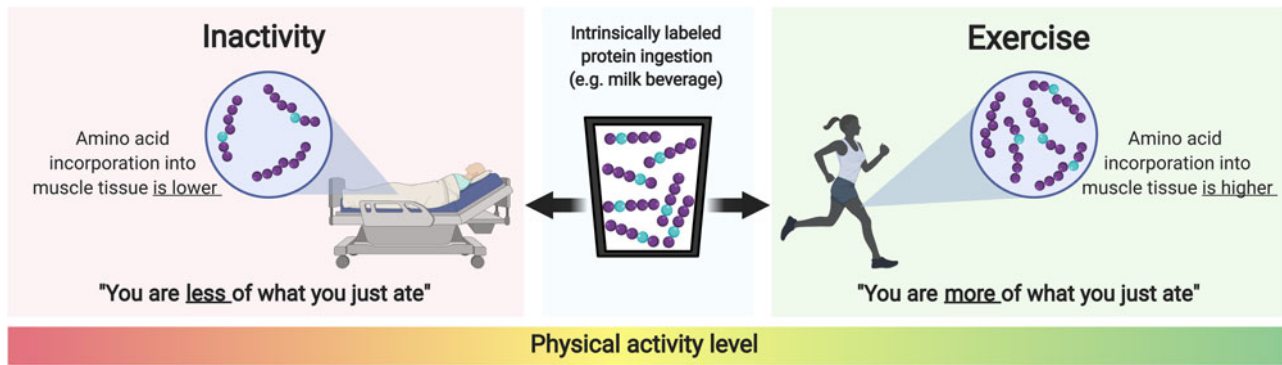 Inactivity
Amino acid
incorporation into
muscle tissue is lower
"You are less of what you just ate"
Intrinsically labeled
protein ingestion
(e.g. milk beverage)
Exercise
Amino acid
incorporation into
muscle tissue is higher
"You are more of what you just ate"
Physical activity level